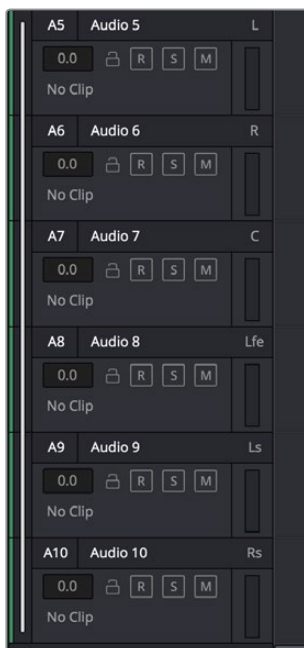 A5 Audio 5 L
0.0 R S M
No Clip
A6 Audio 6 R
0.0 R S M
No Clip
A7 Audio 7 C
0.0 R S M
No Clip
A8 Audio 8 Lfe
0.0 R S M
No Clip
A9 Audio 9 Ls
0.0 R S M
No Clip
A10 Audio 10 Rs
0.0 R S M
No Clip